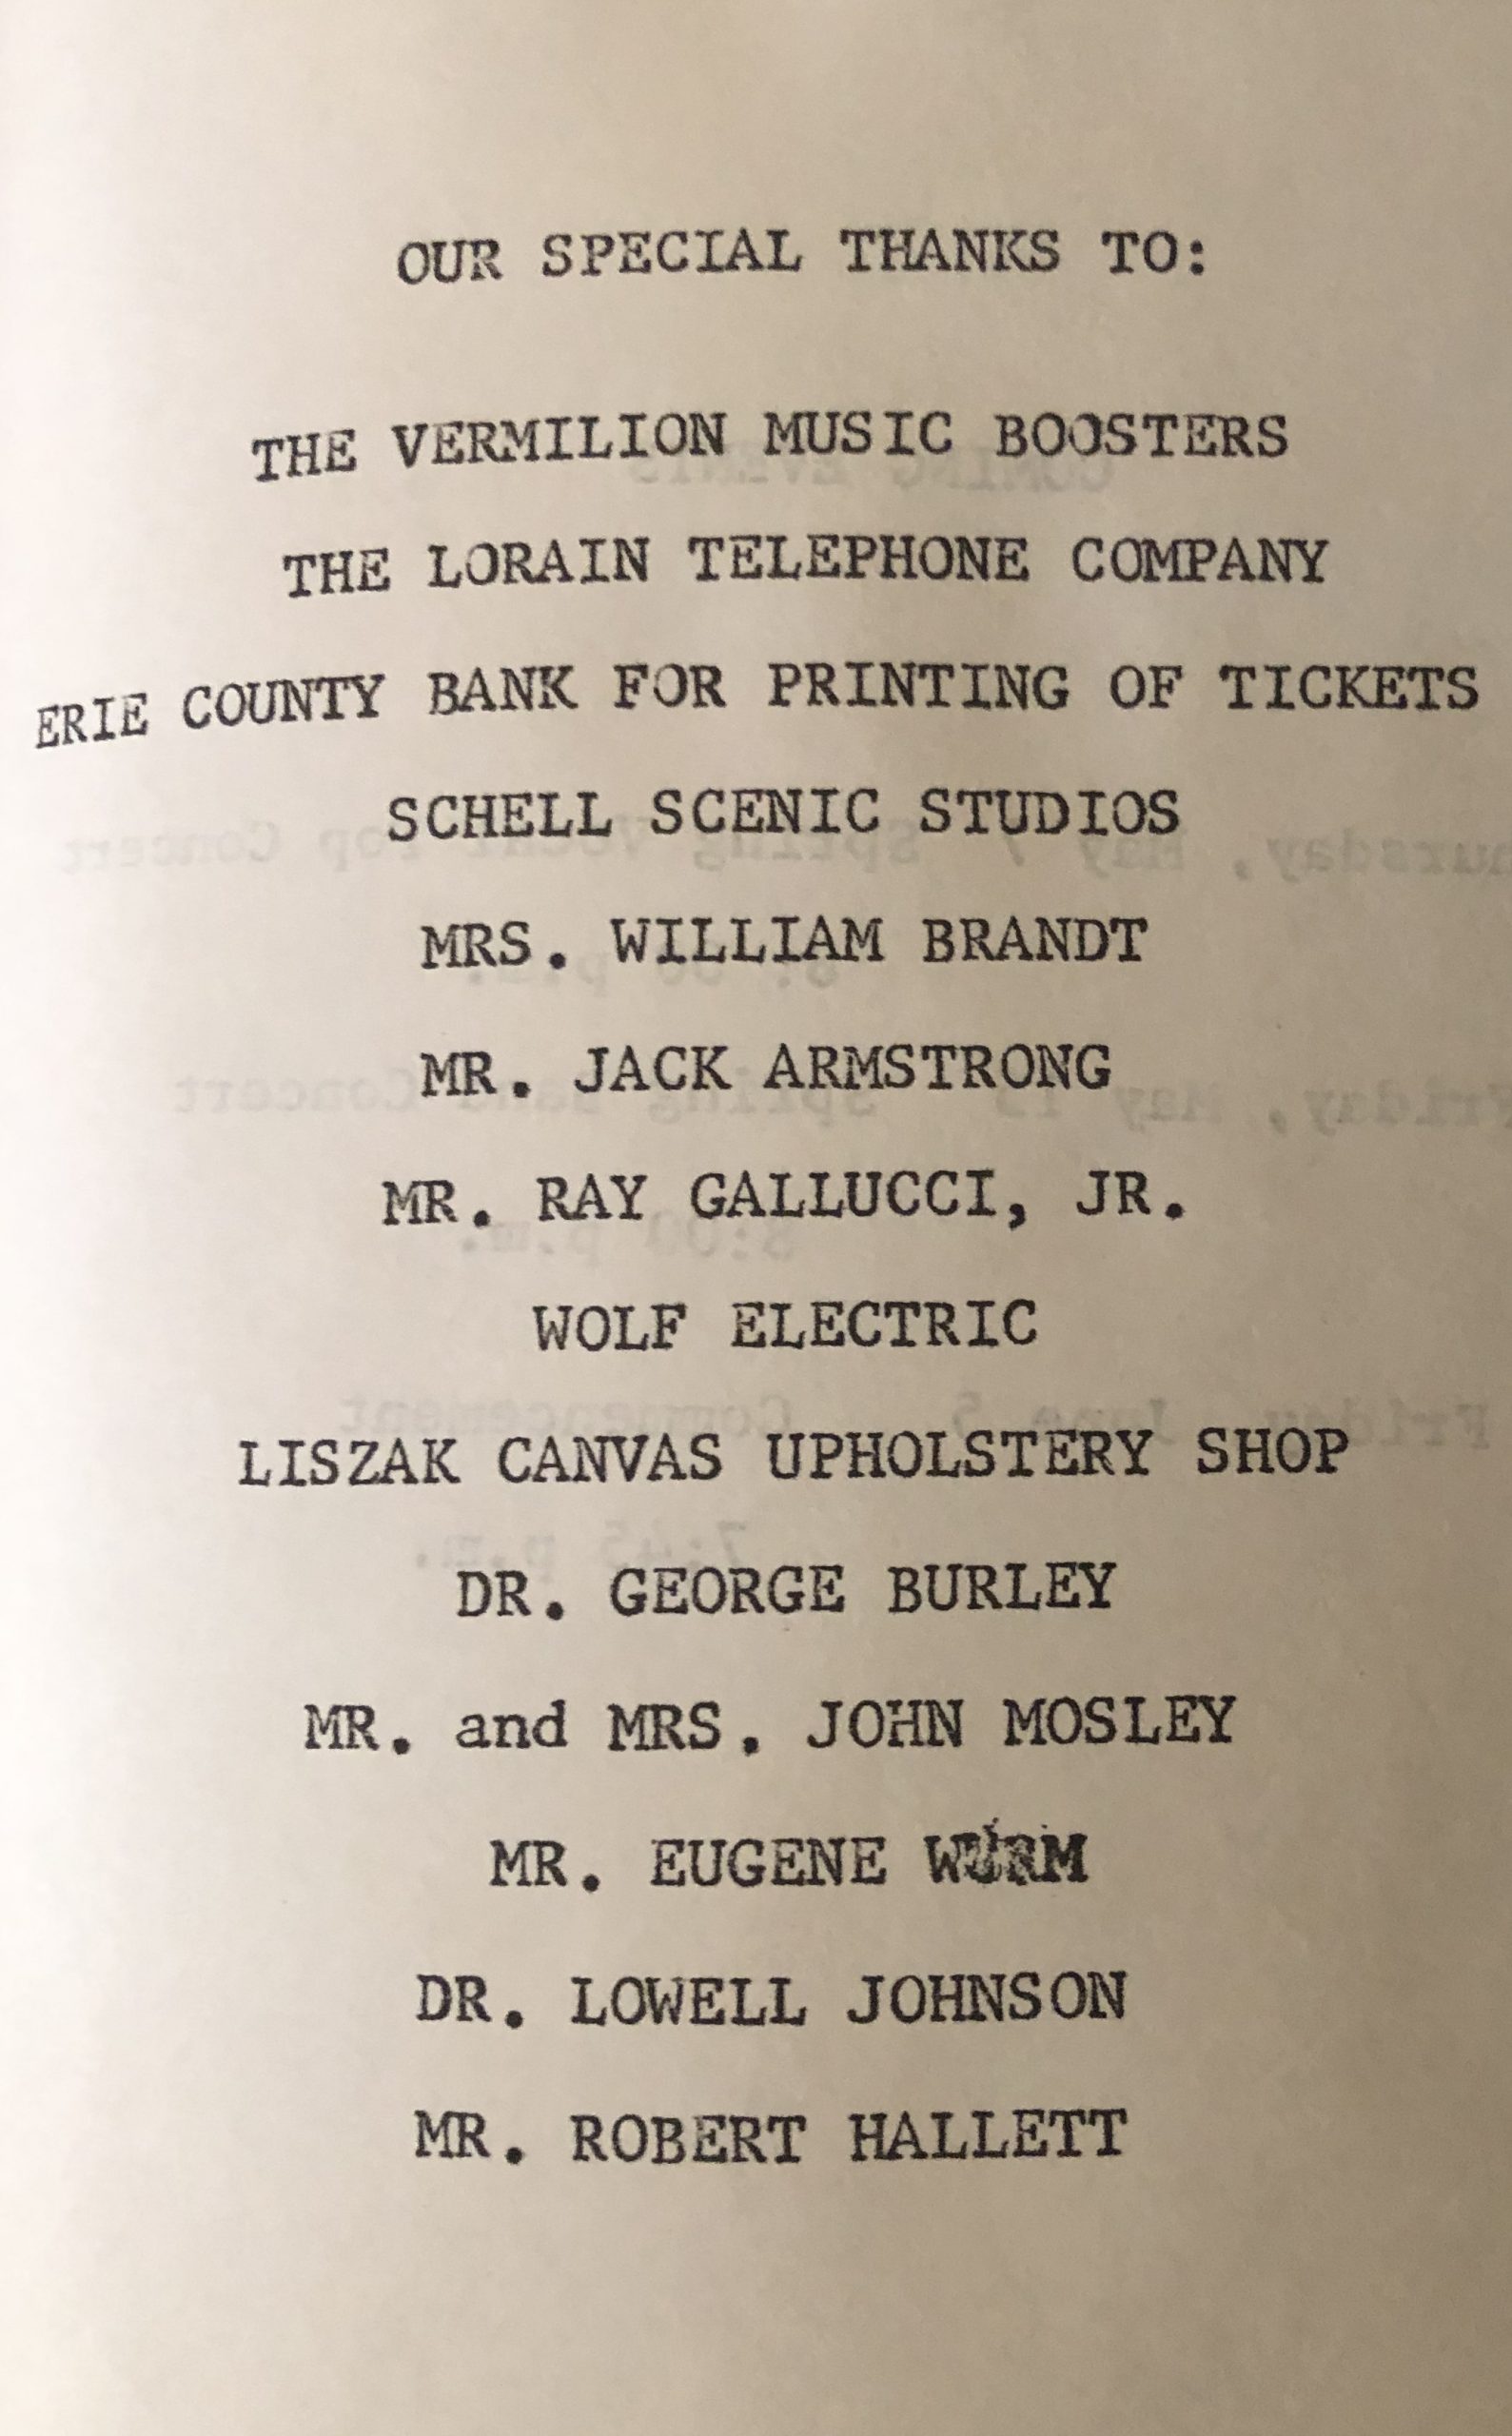 OUR SPECIAL THANKS TO:
THE VERMILION MUSIC BOOSTERS
THE LORAIN TELEPHONE COMPANY
ERIE COUNTY BANK FOR PRINTING OF TICKETS
SCHELL SCENIC STUDIOS
MRS. WILLIAM BRANDT
MR. JACK ARMSTRONG
MR. RAY GALLUCCI, JR.
WOLF ELECTRIC
LISZAK CANVAS UPHOLSTERY SHOP
DR. GEORGE BURLEY
MR. and MRS. JOHN MOSLEY
MR. EUGENE WURM
DR. LOWELL JOHNSON
MR. ROBERT HALLETT